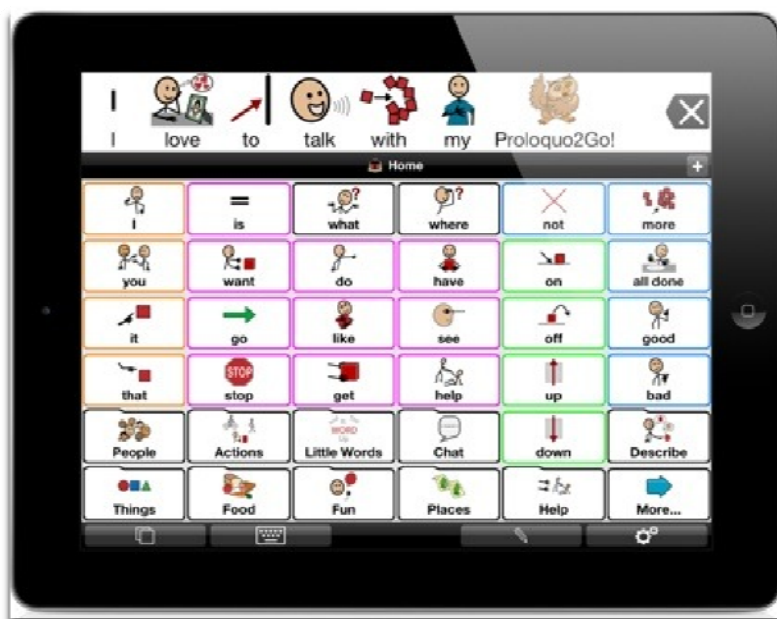 I love to talk with my Proloquo2Go!
Home
I is what where not more
you want do have on all done
it go like see off good
that STOP stop get help up bad
People Actions WORD Little Words Chat down Describe
Things Food Fun Places Help More...